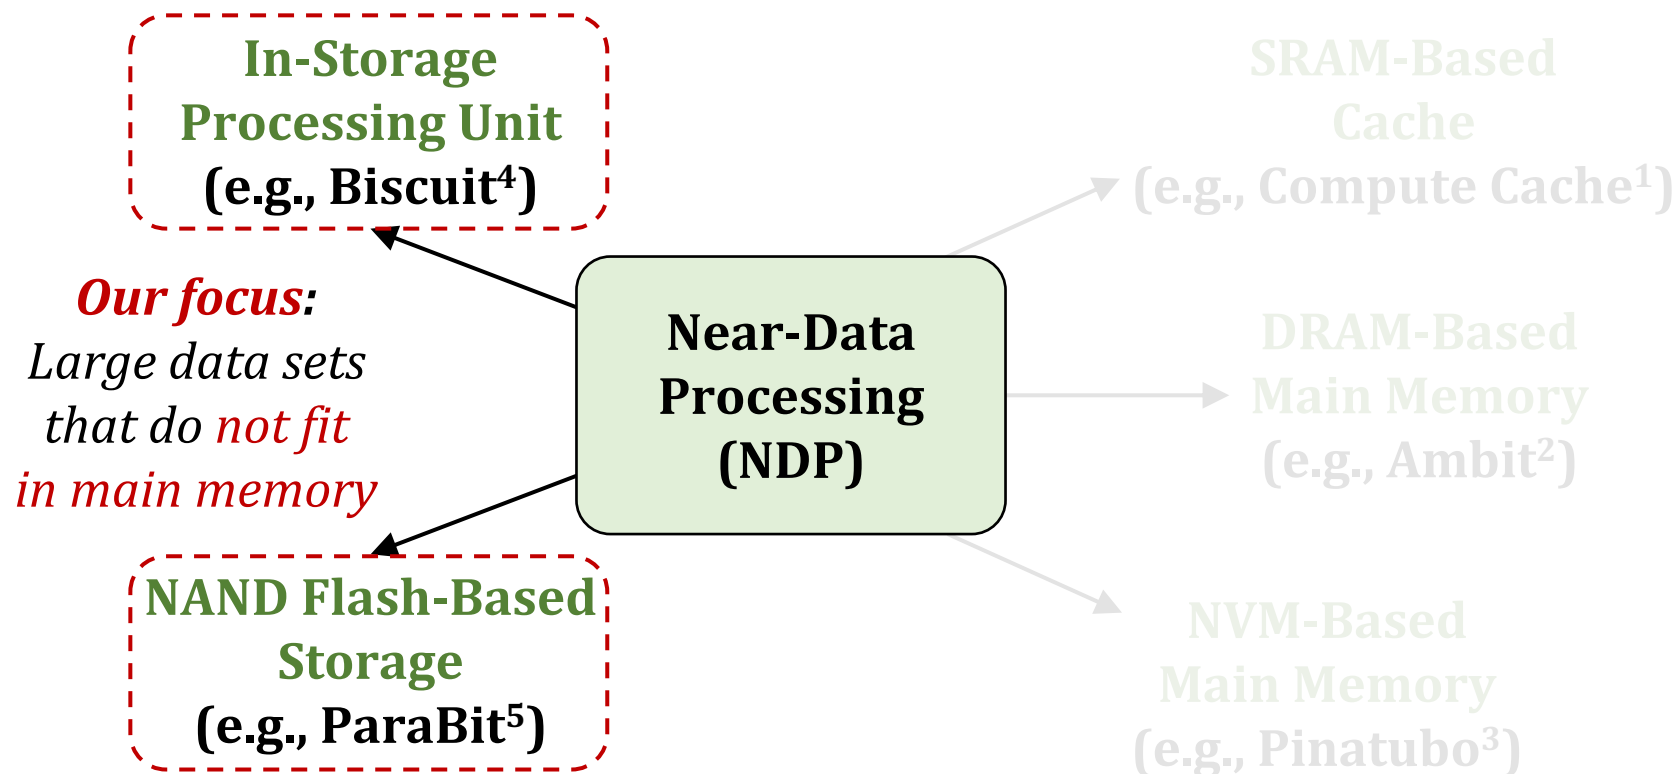 In-Storage
Processing Unit
(e.g., Biscuit⁴)
Our focus:
Large data sets
that do not fit
in main memory
NAND Flash-Based
Storage
(e.g., ParaBit⁵)
Near-Data
Processing
(NDP)
SRAM-Based
Cache
(e.g., Compute Cache¹)
DRAM-Based
Main Memory
(e.g., Ambit²)
NVM-Based
Main Memory
(e.g., Pinatubo³)